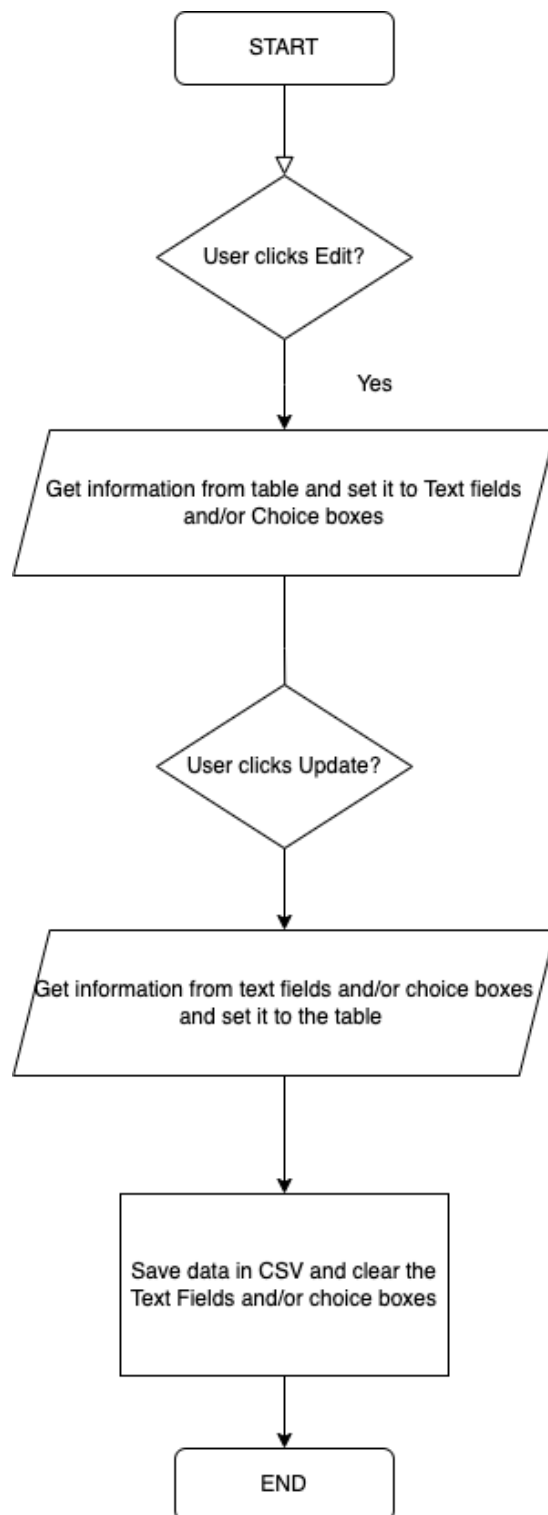 START
User clicks Edit?
Yes
Get information from table and set it to Text fields
and/or Choice boxes
User clicks Update?
Get information from text fields and/or choice boxes
and set it to the table
Save data in CSV and clear the
Text Fields and/or choice boxes
END